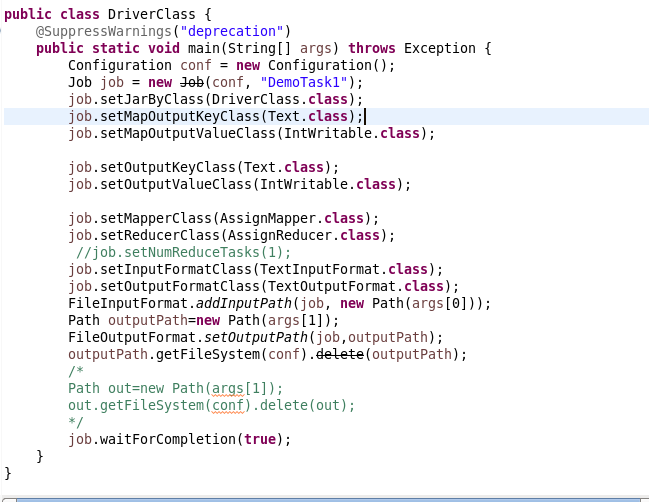 public class DriverClass {
    @SuppressWarnings("deprecation")
    public static void main(String[] args) throws Exception {
        Configuration conf = new Configuration();
        Job job = new Job(conf, "DemoTask1");
        job.setJarByClass(DriverClass.class);
        job.setMapOutputKeyClass(Text.class);
        job.setMapOutputValueClass(IntWritable.class);

        job.setOutputKeyClass(Text.class);
        job.setOutputValueClass(IntWritable.class);

        job.setMapperClass(AssignMapper.class);
        job.setReducerClass(AssignReducer.class);
         //job.setNumReduceTasks(1);
        job.setInputFormatClass(TextInputFormat.class);
        job.setOutputFormatClass(TextOutputFormat.class);
        FileInputFormat.addInputPath(job, new Path(args[0]));
        Path outputPath=new Path(args[1]);
        FileOutputFormat.setOutputPath(job,outputPath);
        outputPath.getFileSystem(conf).delete(outputPath);
        /*
        Path out=new Path(args[1]);
        out.getFileSystem(conf).delete(out);
        */
        job.waitForCompletion(true);
    }
}